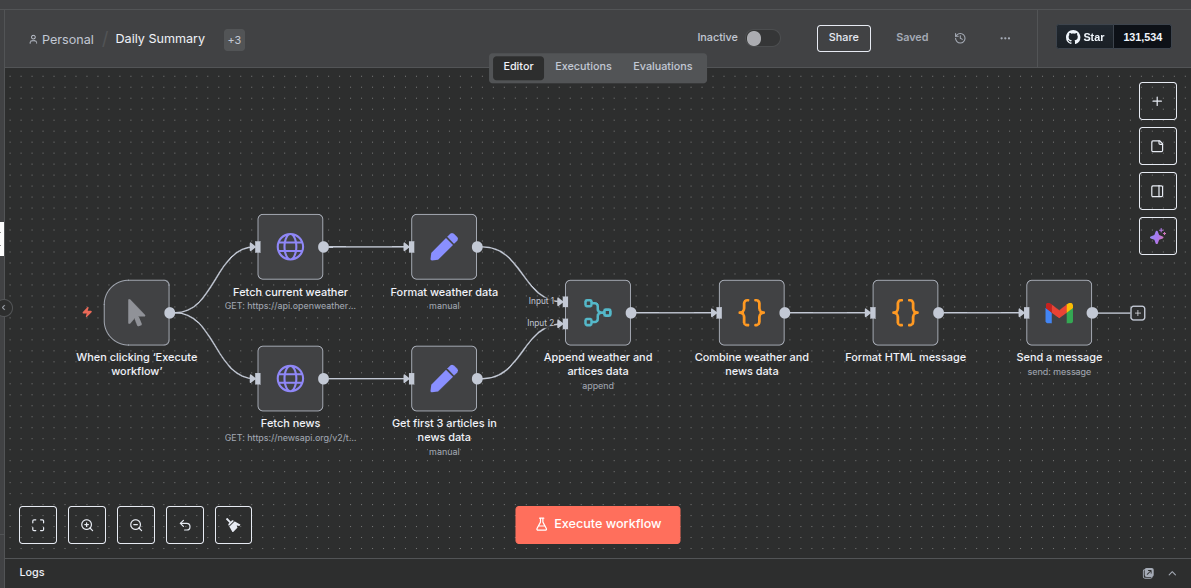 Personal / Daily Summary +3
Inactive
Share
Saved
Star 131,534
Editor Executions Evaluations
Fetch current weather
GET: https://api.openweather...
Format weather data
manual
Input 1
Input 2
When clicking ‘Execute
workflow’
Fetch news
GET: https://newsapi.org/v2/t...
Get first 3 articles in
news data
manual
Append weather and
artices data
append
Combine weather and
news data
Format HTML message
Send a message
send: message
Execute workflow
Logs